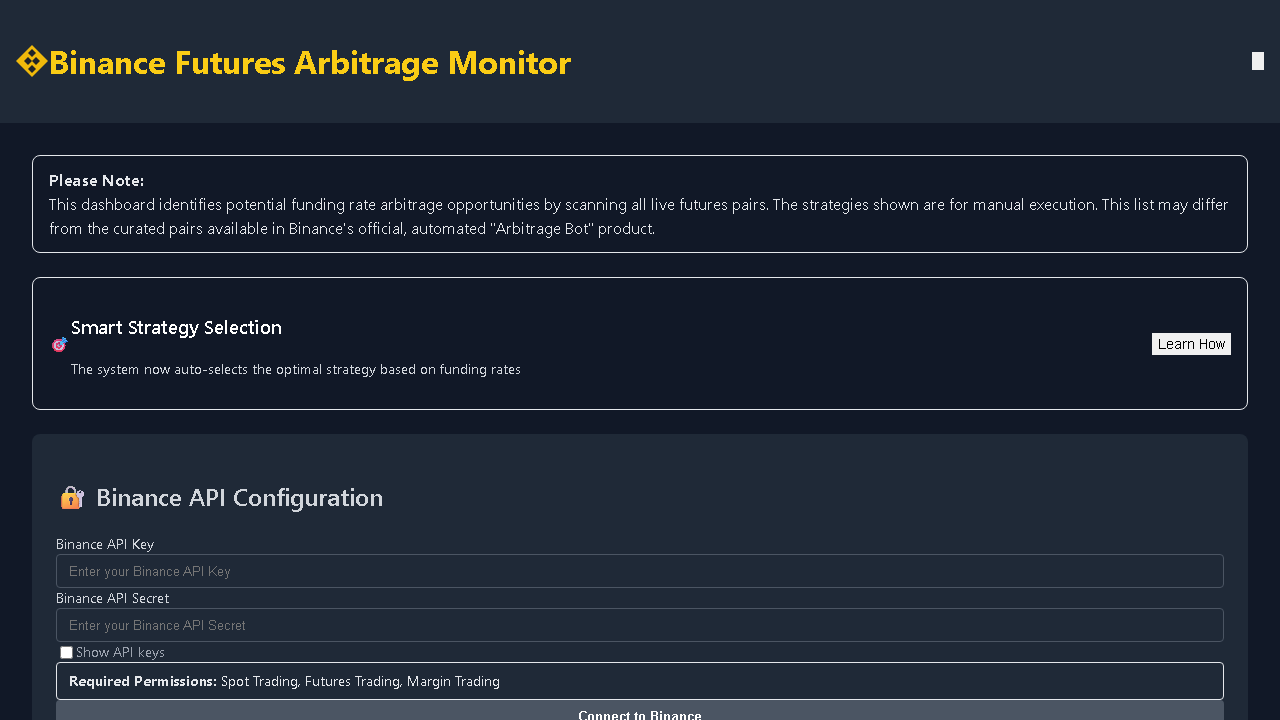 Binance Futures Arbitrage Monitor
Please Note:
This dashboard identifies potential funding rate arbitrage opportunities by scanning all live futures pairs. The strategies shown are for manual execution. This list may differ
from the curated pairs available in Binance's official, automated "Arbitrage Bot" product.
Smart Strategy Selection
The system now auto-selects the optimal strategy based on funding rates
Learn How
Binance API Configuration
Binance API Key
Enter your Binance API Key
Binance API Secret
Enter your Binance API Secret
Show API keys
Required Permissions: Spot Trading, Futures Trading, Margin Trading
Connect to Binance